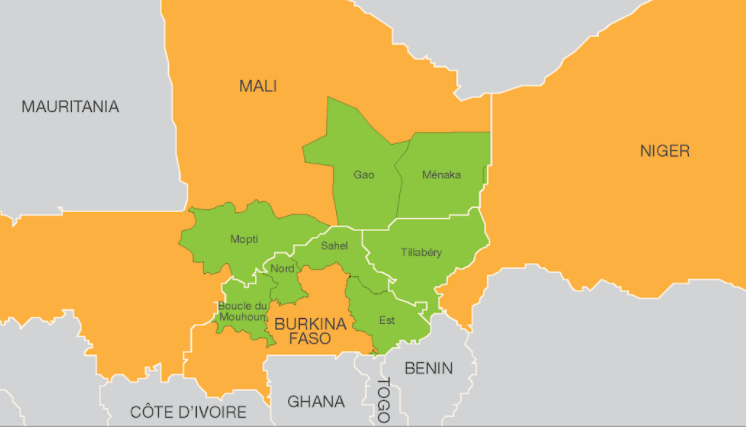 MALI
MAURITANIA
NIGER
Gao
Ménaka
Mopti
Sahel
Tillabéry
Nord
Boucle du
Mouhoun
Est
BURKINA
FASO
BENIN
TOGO
GHANA
CÔTE D'IVOIRE